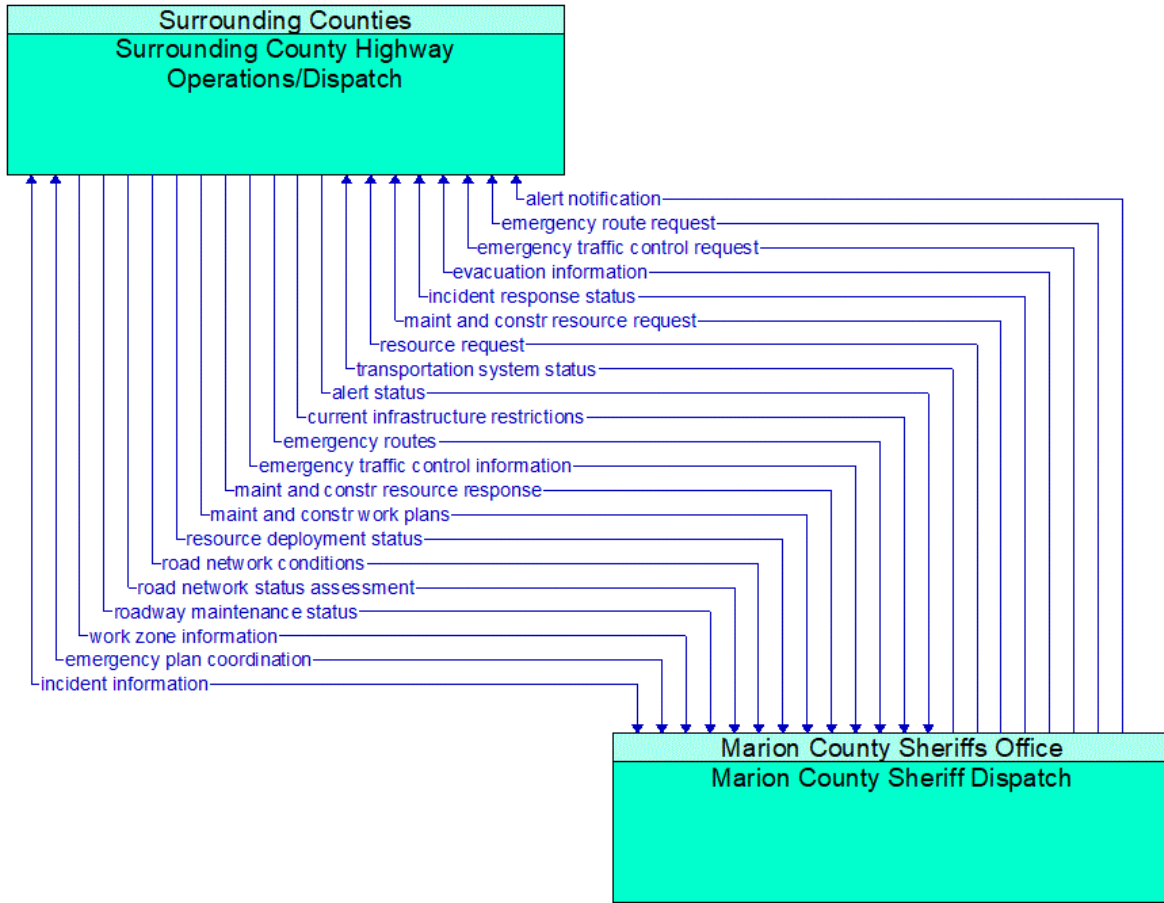 Surrounding Counties
Surrounding County Highway
Operations/Dispatch
alert notification
emergency route request
emergency traffic control request
evacuation information
incident response status
maint and constr resource request
resource request
transportation system status
alert status
current infrastructure restrictions
emergency routes
emergency traffic control information
maint and constr resource response
maint and constr work plans
resource deployment status
road network conditions
road network status assessment
roadway maintenance status
work zone information
emergency plan coordination
incident information
Marion County Sheriffs Office
Marion County Sheriff Dispatch